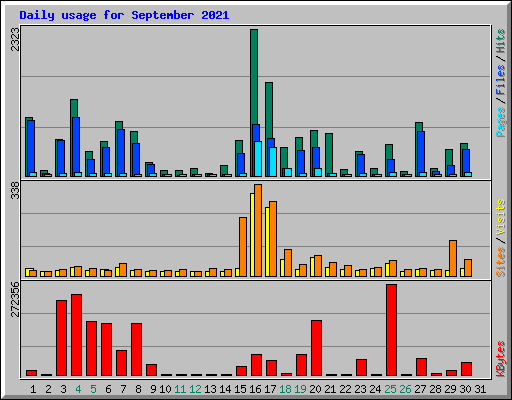 Daily usage for September 2021
2323
Pages / Files / Hits
338
Sites / Visits
272356
KBytes
1 2 3 4 5 6 7 8 9 10 11 12 13 14 15 16 17 18 19 20 21 22 23 24 25 26 27 28 29 30 31